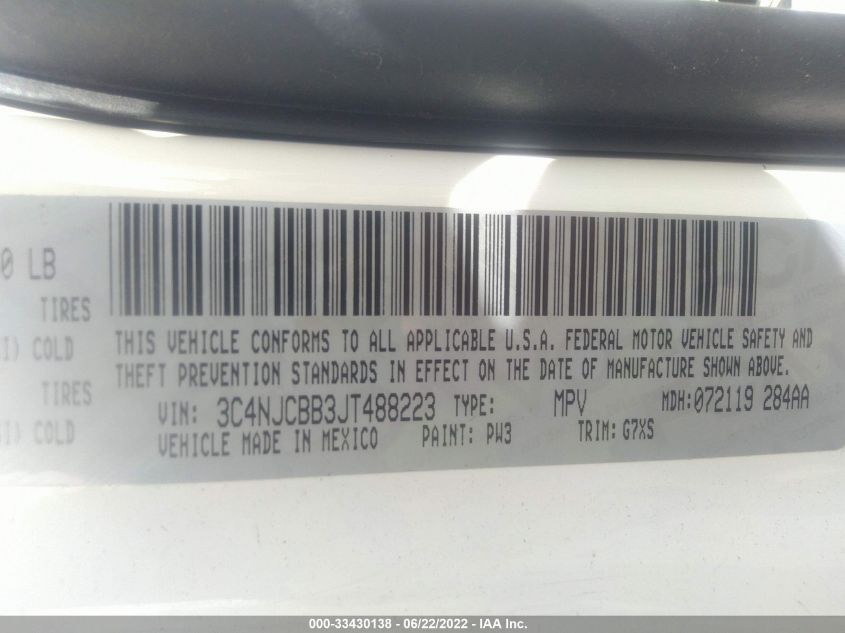 0 LB
TIRES
I) COLD
TIRES
SI) COLD
THIS VEHICLE CONFORMS TO ALL APPLICABLE U.S.A. FEDERAL MOTOR VEHICLE SAFETY AND
THEFT PREVENTION STANDARDS IN EFFECT ON THE DATE OF MANUFACTURE SHOWN ABOVE.
VIN: 3C4NJCBB3JT488223 TYPE: MPV MDH:072119 284AA
VEHICLE MADE IN MEXICO PAINT: PW3 TRIM: G7XS
000-33430138 - 06/22/2022 - IAA Inc.